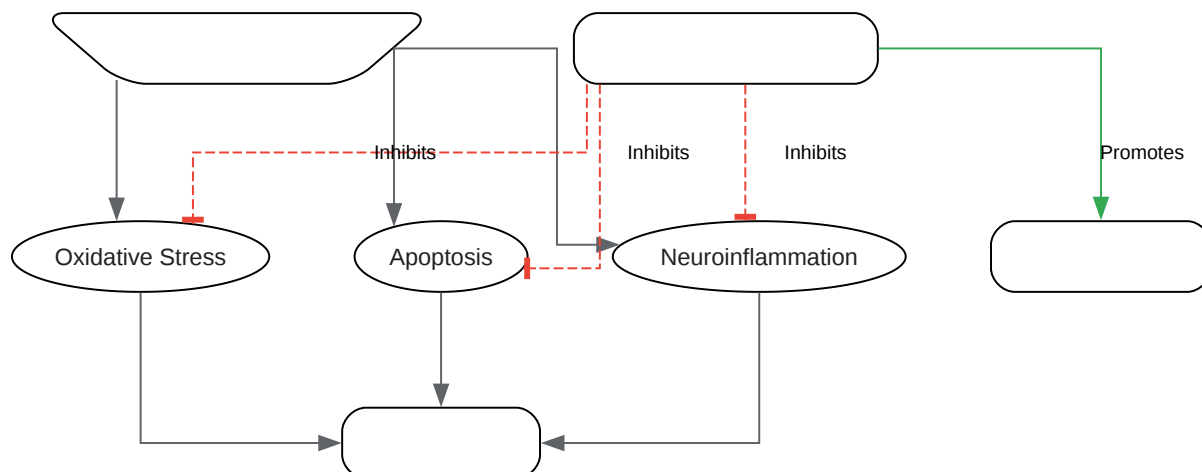 Inhibits
Inhibits
Inhibits
Promotes
Oxidative Stress
Apoptosis
Neuroinflammation